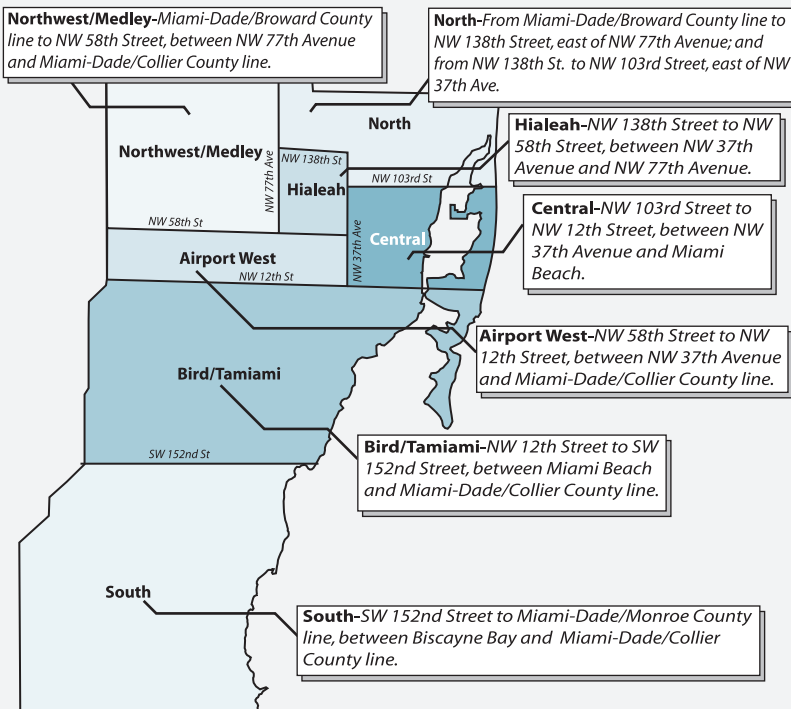 Northwest/Medley-Miami-Dade/Broward County
line to NW 58th Street, between NW 77th Avenue
and Miami-Dade/Collier County line.
North-From Miami-Dade/Broward County line to
NW 138th Street, east of NW 77th Avenue; and
from NW 138th St. to NW 103rd Street, east of NW
37th Ave.
North
Northwest/Medley
NW 77th Ave
NW 138th St
Hialeah
NW 103rd St
Hialeah-NW 138th Street to NW
58th Street, between NW 37th
Avenue and NW 77th Avenue.
NW 58th St
NW 37th Ave
Central
Central-NW 103rd Street to
NW 12th Street, between NW
37th Avenue and Miami
Beach.
Airport West
NW 12th St
Airport West-NW 58th Street to NW
12th Street, between NW 37th Avenue
and Miami-Dade/Collier County line.
Bird/Tamiami
Bird/Tamiami-NW 12th Street to SW
152nd Street, between Miami Beach
and Miami-Dade/Collier County line.
SW 152nd St
South
South-SW 152nd Street to Miami-Dade/Monroe County
line, between Biscayne Bay and Miami-Dade/Collier
County line.